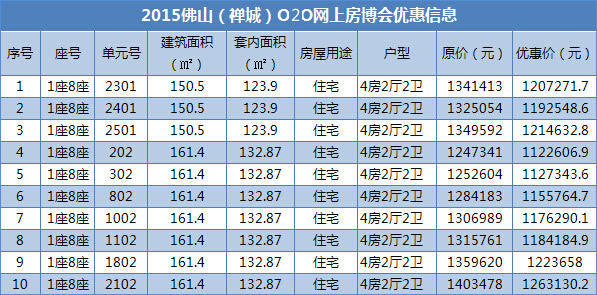 2015佛山（禅城）O2O网上房博会优惠信息
序号 座号 单元号 建筑面积（㎡） 套内面积（㎡） 房屋用途 户型 原价（元） 优惠价（元）
1 1座8座 2301 150.5 123.9 住宅 4房2厅2卫 1341413 1207271.7
2 1座8座 2401 150.5 123.9 住宅 4房2厅2卫 1325054 1192548.6
3 1座8座 2501 150.5 123.9 住宅 4房2厅2卫 1349592 1214632.8
4 1座8座 202 161.4 132.87 住宅 4房2厅2卫 1247341 1122606.9
5 1座8座 302 161.4 132.87 住宅 4房2厅2卫 1252604 1127343.6
6 1座8座 802 161.4 132.87 住宅 4房2厅2卫 1284183 1155764.7
7 1座8座 1002 161.4 132.87 住宅 4房2厅2卫 1306989 1176290.1
8 1座8座 1102 161.4 132.87 住宅 4房2厅2卫 1315761 1184184.9
9 1座8座 1802 161.4 132.87 住宅 4房2厅2卫 1359620 1223658
10 1座8座 2102 161.4 132.87 住宅 4房2厅2卫 1403478 1263130.2